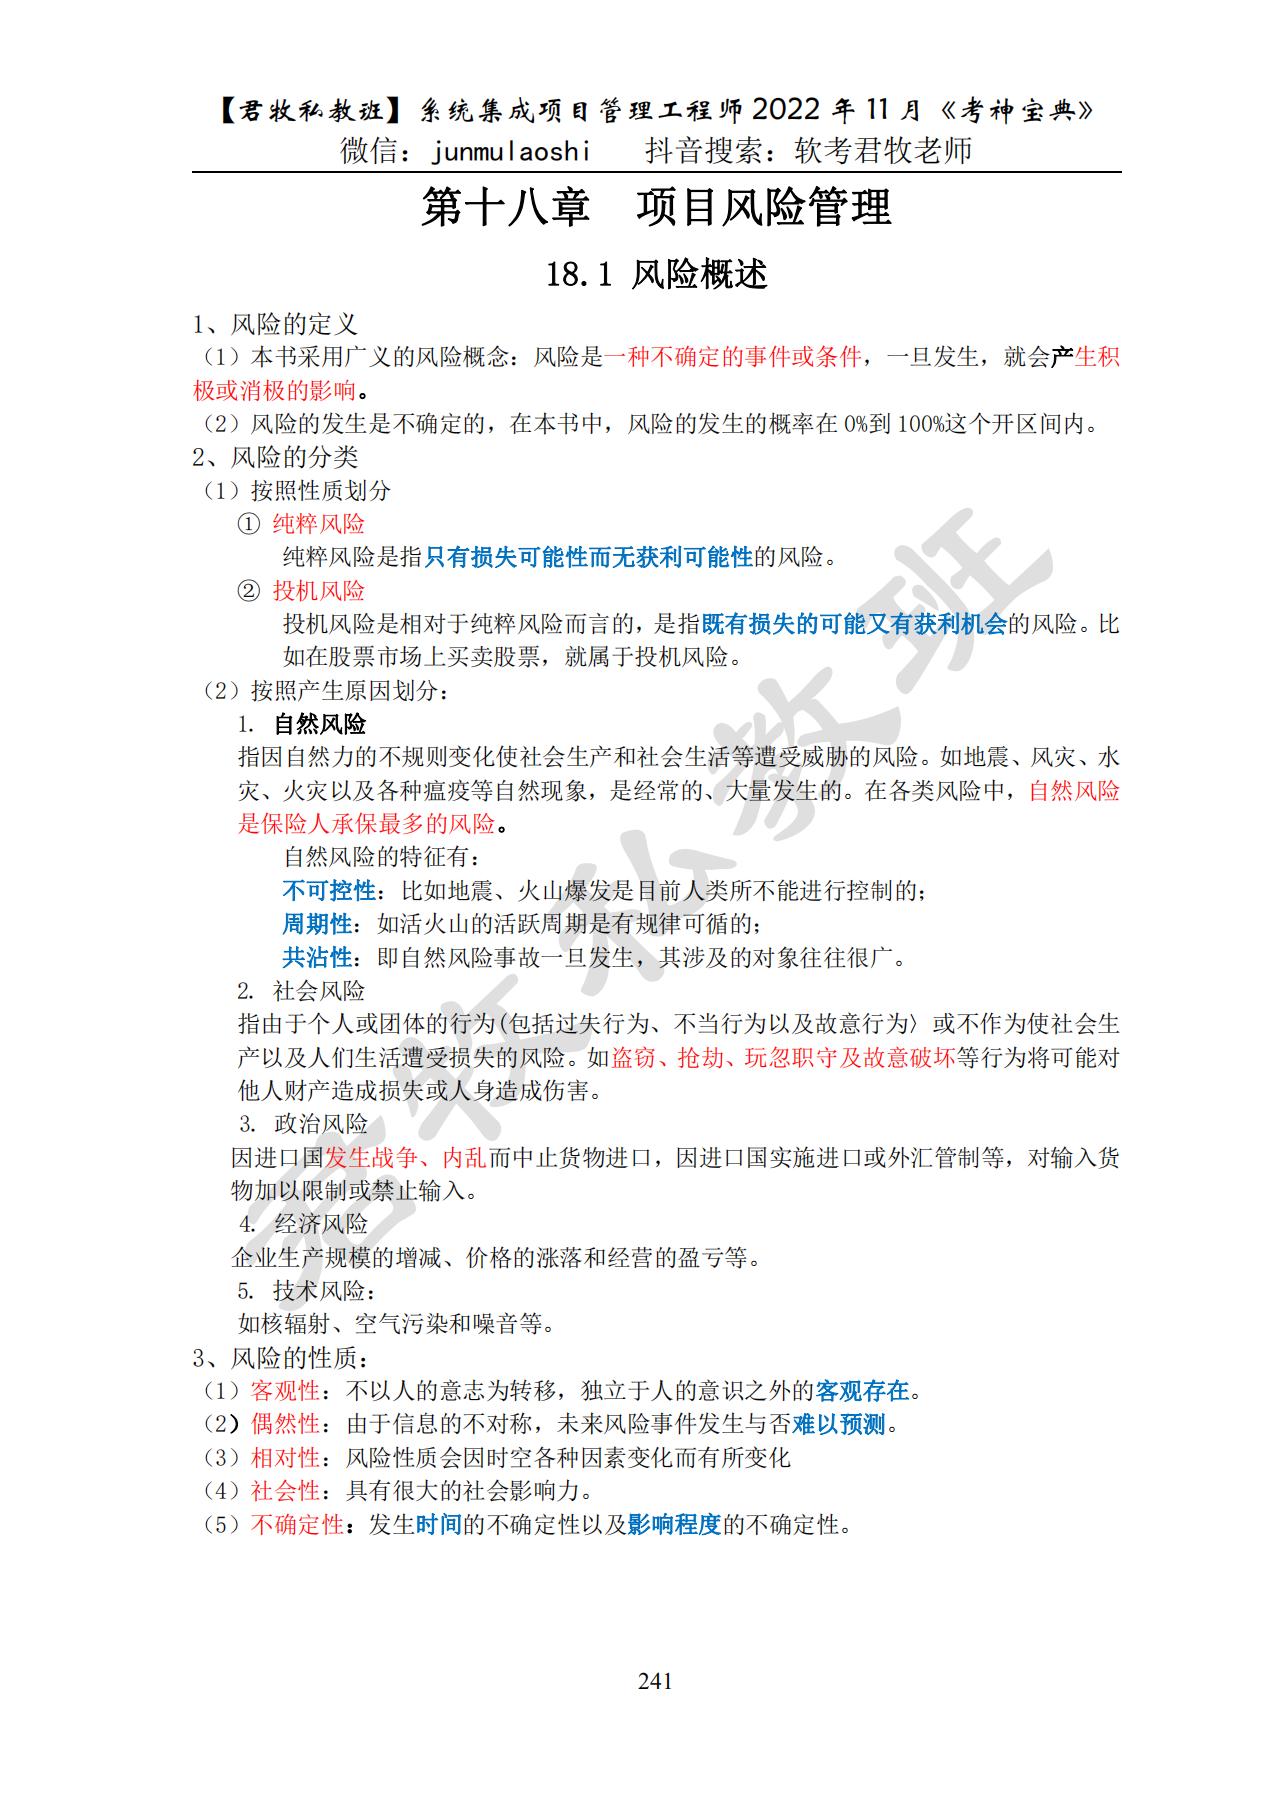 【君牧私教班】系统集成项目管理工程师 2022 年 11 月《考神宝典》
微信：junmulaoshi 抖音搜索：软考君牧老师
第十八章 项目风险管理
18.1 风险概述
1、风险的定义
（1）本书采用广义的风险概念：风险是一种不确定的事件或条件，一旦发生，就会产生积
极或消极的影响。
（2）风险的发生是不确定的，在本书中，风险的发生的概率在 0%到 100%这个开区间内。
2、风险的分类
（1）按照性质划分
① 纯粹风险
纯粹风险是指只有损失可能性而无获利可能性的风险。
② 投机风险
投机风险是相对于纯粹风险而言的，是指既有损失的可能又有获利机会的风险。比
如在股票市场上买卖股票，就属于投机风险。
（2）按照产生原因划分：
1. 自然风险
指因自然力的不规则变化使社会生产和社会生活等遭受威胁的风险。如地震、风灾、水
灾、火灾以及各种瘟疫等自然现象，是经常的、大量发生的。在各类风险中，自然风险
是保险人承保最多的风险。
自然风险的特征有：
不可控性：比如地震、火山爆发是目前人类所不能进行控制的；
周期性：如活火山的活跃周期是有规律可循的；
共沾性：即自然风险事故一旦发生，其涉及的对象往往很广。
2. 社会风险
指由于个人或团体的行为〈包括过失行为、不当行为以及故意行为〉或不作为使社会生
产以及人们生活遭受损失的风险。如盗窃、抢劫、玩忽职守及故意破坏等行为将可能对
他人财产造成损失或人身造成伤害。
3. 政治风险
因进口国发生战争、内乱而中止货物进口，因进口国实施进口或外汇管制等，对输入货
物加以限制或禁止输入。
4. 经济风险
企业生产规模的增减、价格的涨落和经营的盈亏等。
5. 技术风险：
如核辐射、空气污染和噪音等。
3、风险的性质：
（1）客观性：不以人的意志为转移，独立于人的意识之外的客观存在。
（2）偶然性：由于信息的不对称，未来风险事件发生与否难以预测。
（3）相对性：风险性质会因时空各种因素变化而有所变化
（4）社会性：具有很大的社会影响力。
（5）不确定性：发生时间的不确定性以及影响程度的不确定性。
君牧私教班
241